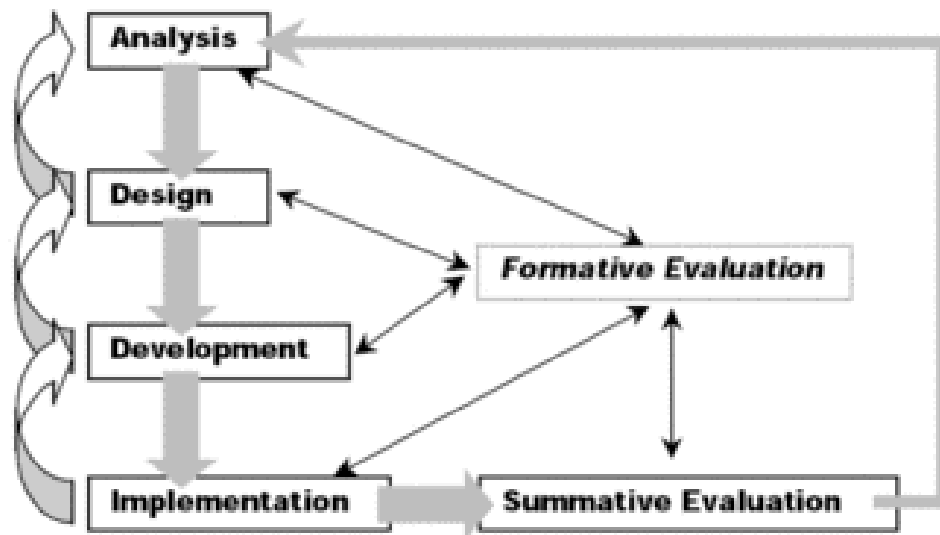 Analysis
Design
Formative Evaluation
Development
Implementation
Summative Evaluation